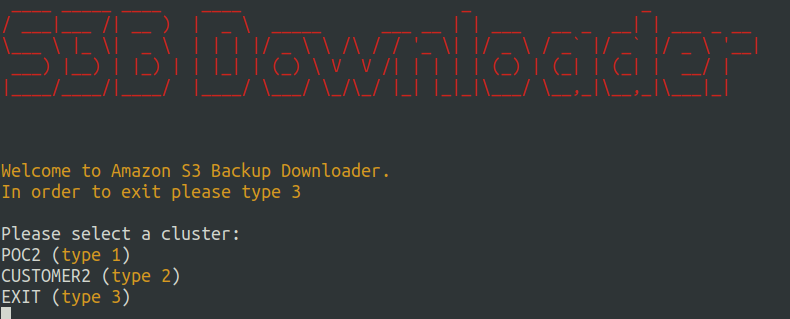 S3B Downloader
Welcome to Amazon S3 Backup Downloader.
In order to exit please type 3
Please select a cluster:
POC2 (type 1)
CUSTOMER2 (type 2)
EXIT (type 3)